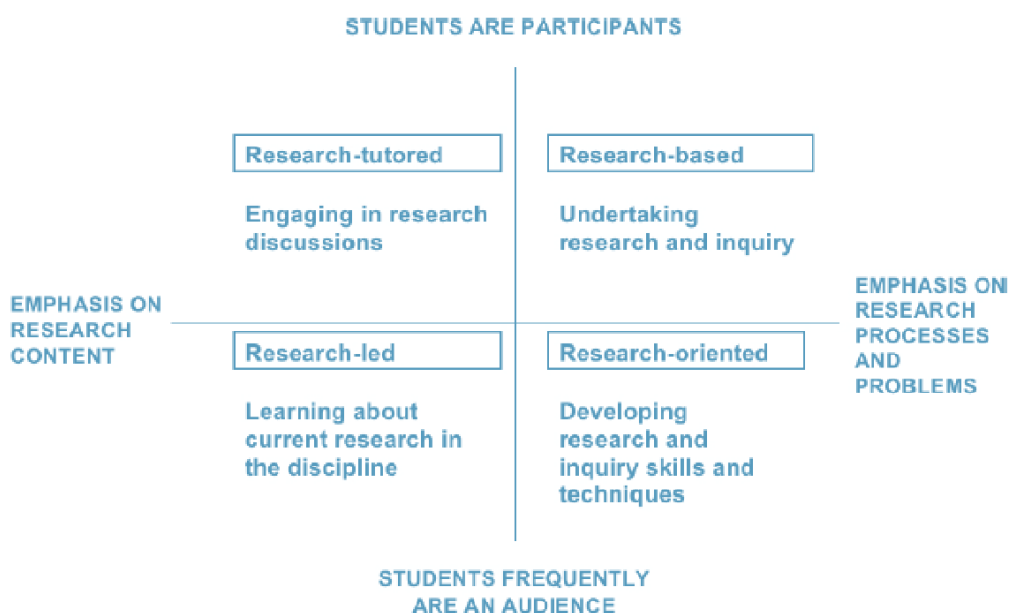 STUDENTS ARE PARTICIPANTS
Research-tutored
Engaging in research
discussions
Research-based
Undertaking
research and inquiry
EMPHASIS ON
RESEARCH
CONTENT
EMPHASIS ON
RESEARCH
PROCESSES
AND
PROBLEMS
Research-led
Learning about
current research in
the discipline
Research-oriented
Developing
research and
inquiry skills and
techniques
STUDENTS FREQUENTLY
ARE AN AUDIENCE